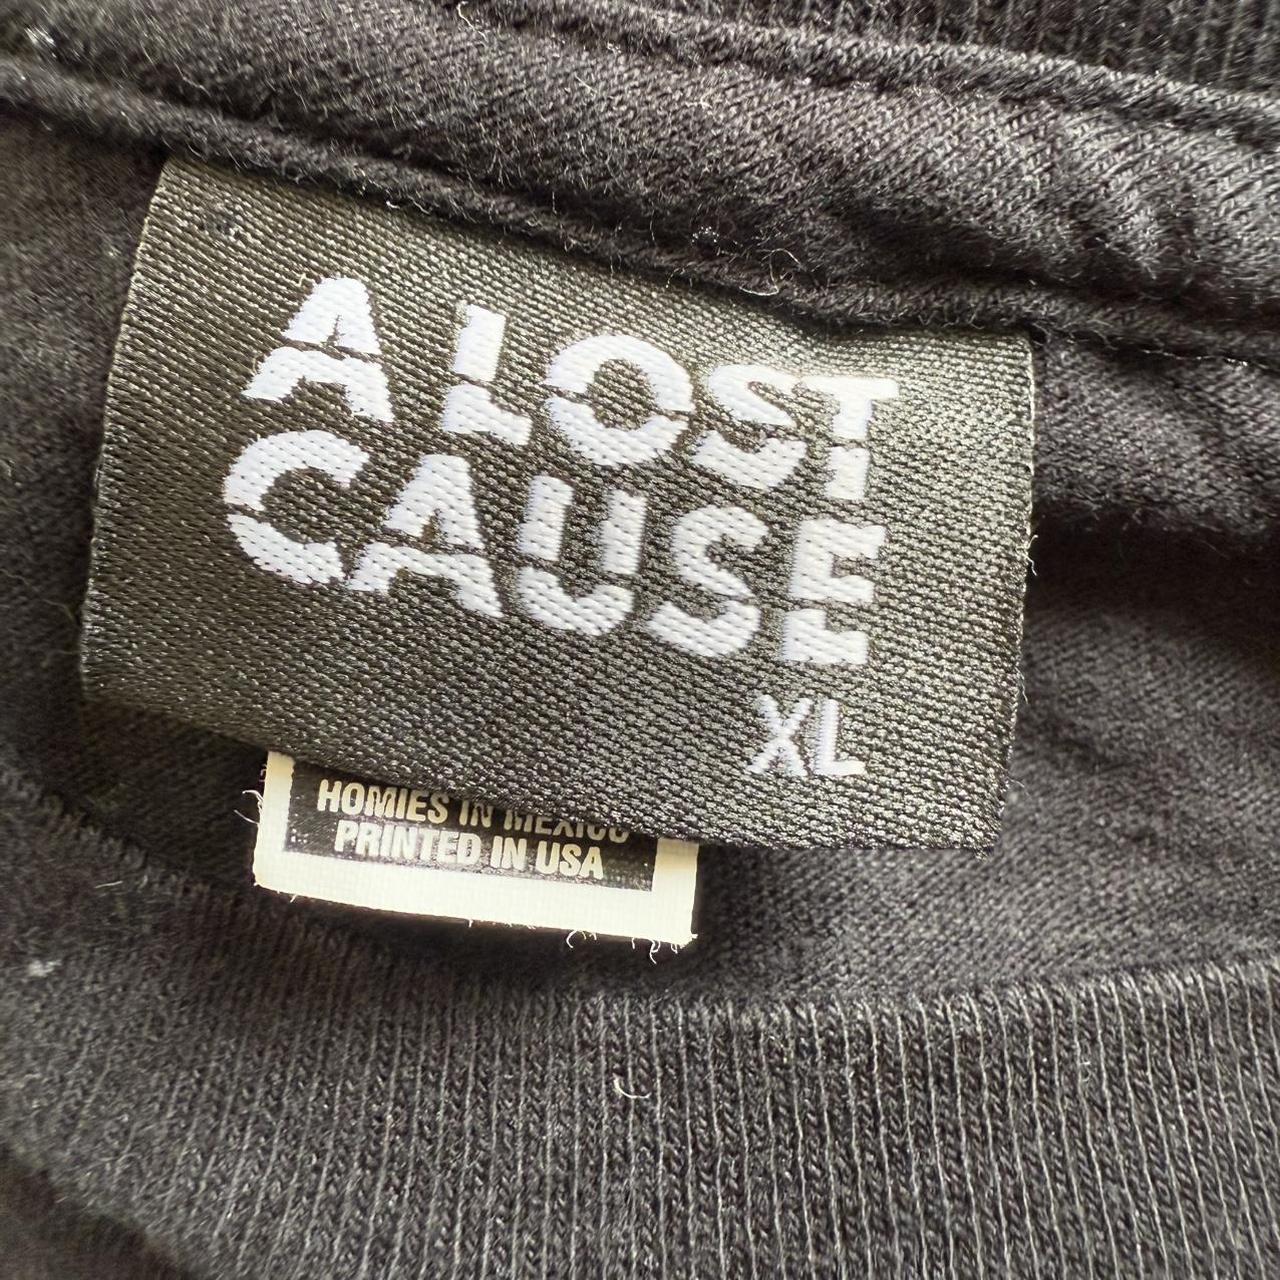 A LOST
CAUSE
XL
HOMIES IN MEXICO
PRINTED IN USA